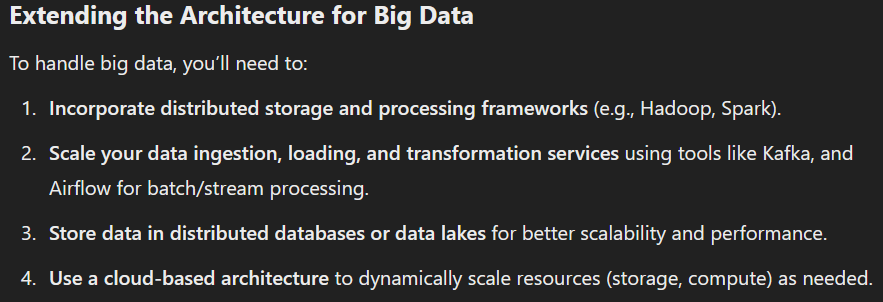 Extending the Architecture for Big Data
To handle big data, you’ll need to:
1. Incorporate distributed storage and processing frameworks (e.g., Hadoop, Spark).
2. Scale your data ingestion, loading, and transformation services using tools like Kafka, and
Airflow for batch/stream processing.
3. Store data in distributed databases or data lakes for better scalability and performance.
4. Use a cloud-based architecture to dynamically scale resources (storage, compute) as needed.